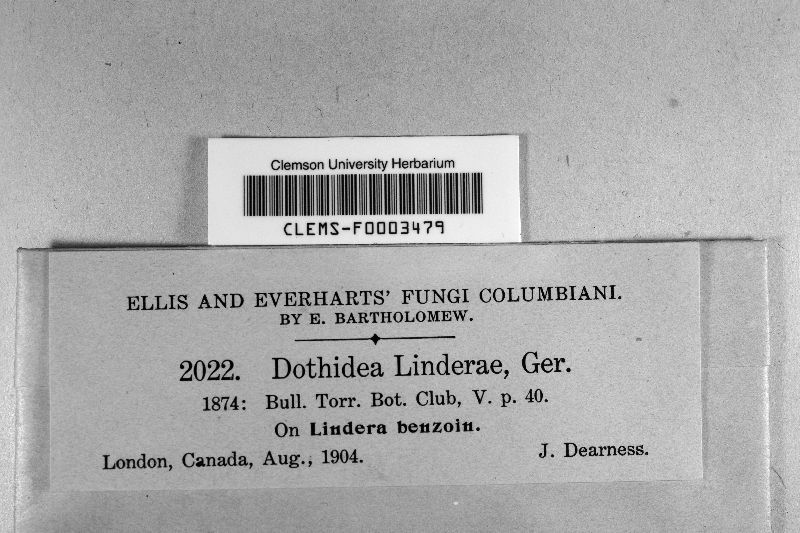 Clemson University Herbarium
CLEMS-F0003479
ELLIS AND EVERHARTS' FUNGI COLUMBIANI.
BY E. BARTHOLOMEW.
2022. Dothidea Linderae, Ger.
1874: Bull. Torr. Bot. Club, V. p. 40.
On Lindera benzoin.
London, Canada, Aug., 1904. J. Dearness.